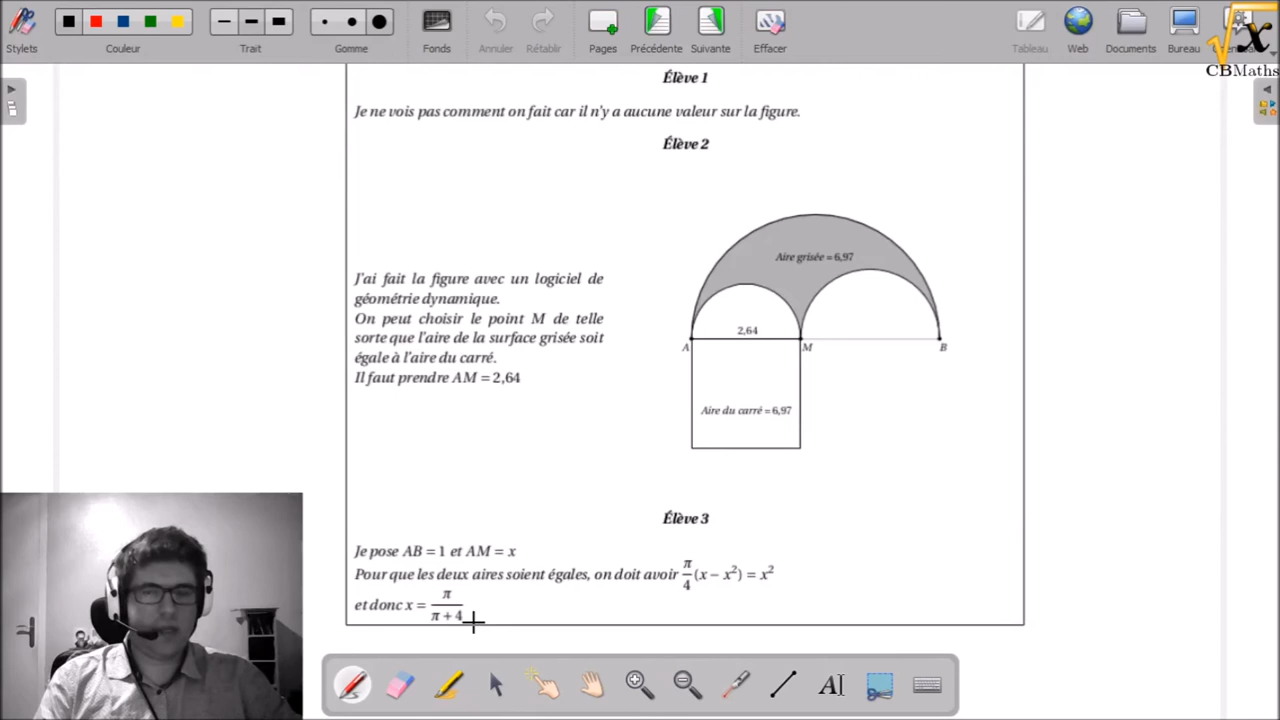 Stylets
Couleur
Trait
Gomme
Fonds
Annuler
Rétablir
Pages
Précédente
Suivante
Effacer
Tableau
Web
Documents
Bureau
CBMaths
Élève 1
Je ne vois pas comment on fait car il n'y a aucune valeur sur la figure.
Élève 2
J'ai fait la figure avec un logiciel de
géométrie dynamique.
On peut choisir le point M de telle
sorte que l'aire de la surface grisée soit
égale à l'aire du carré.
Il faut prendre AM = 2,64
Aire grisée = 6,97
2,64
A
M
B
Aire du carré = 6,97
Élève 3
Je pose AB = 1 et AM = x
Pour que les deux aires soient égales, on doit avoir π/4 (x − x²) = x²
et donc x = π/(π + 4)
AI